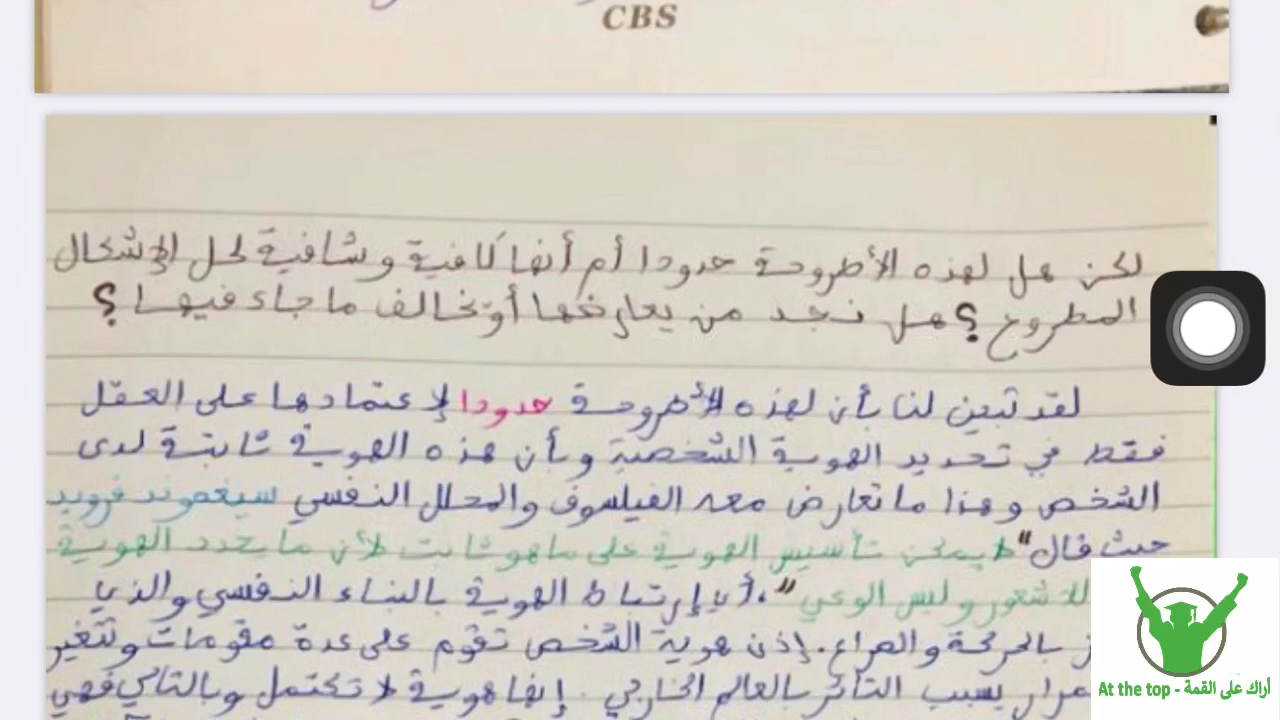 CBS
لكن هل لهذه الأطروحة حدودا أم أنها كافية وشافية لحل الإشكال
المطروح ؟ هل نجد من يعارضها أو يخالف ما جاء فيها ؟
لقد تبين لنا بأن لهذه الأطروحة حدودا لإعتمادها على العقل
فقط في تحديد الهوية الشخصية وبأن هذه الهوية ثابتة لدى
الشخص وهذا ما تعارض معه الفيلسوف والمحلل النفسي سيغموند فرويد
حيث قال "لا يمكن تأسيس الهوية على ماهو ثابت لأن ما يحدد الهوية
للاشعور وليس الوعي"، أي إرتباط الهوية بالبناء النفسي والذي
ز بالحركة والصراع. إذن هوية الشخص تقوم على عدة مقومات وتتغير
مرار بسبب التأثر بالعالم الخارجي. إنها هوية لا تكتمل وبالتالي فهي
At the top - أراك على القمة